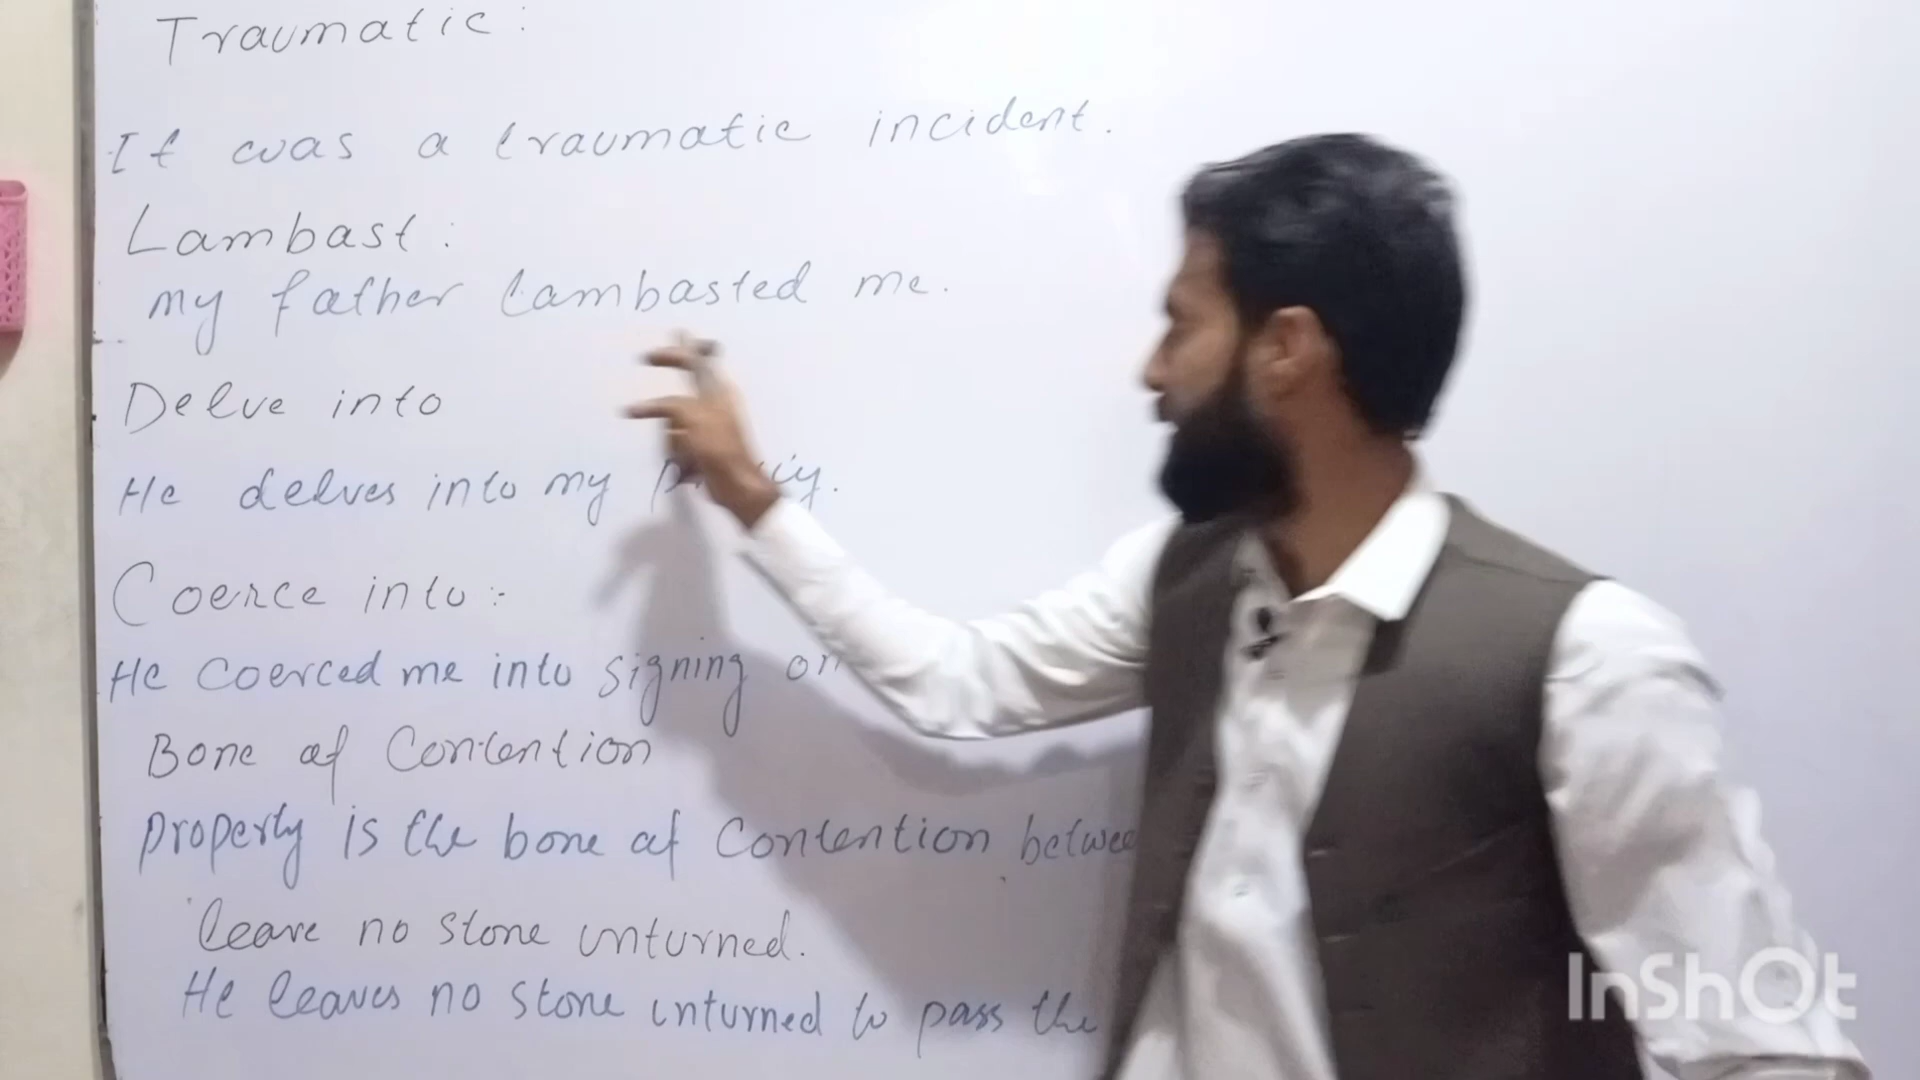 Traumatic:
It was a traumatic incident.
Lambast:
my father lambasted me.
Delve into
He delves into my
Coerce into:-
He coerced me into signing on
Bone of Contention
property is the bone of Contention betwee
leave no stone unturned.
He leaves no stone unturned to pass the
InShOt